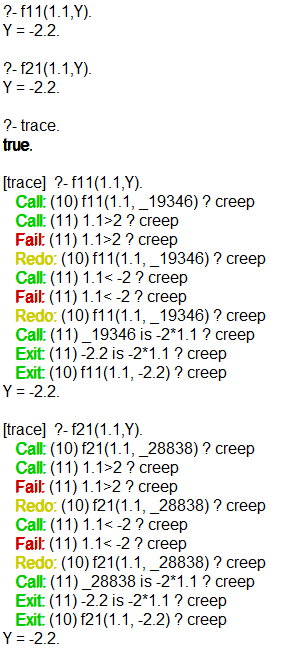 ?- f11(1.1,Y).
Y = -2.2.
?- f21(1.1,Y).
Y = -2.2.
?- trace.
true.
[trace]  ?- f11(1.1,Y).
Call: (10) f11(1.1, _19346) ? creep
Call: (11) 1.1>2 ? creep
Fail: (11) 1.1>2 ? creep
Redo: (10) f11(1.1, _19346) ? creep
Call: (11) 1.1< -2 ? creep
Fail: (11) 1.1< -2 ? creep
Redo: (10) f11(1.1, _19346) ? creep
Call: (11) _19346 is -2*1.1 ? creep
Exit: (11) -2.2 is -2*1.1 ? creep
Exit: (10) f11(1.1, -2.2) ? creep
Y = -2.2.
[trace]  ?- f21(1.1,Y).
Call: (10) f21(1.1, _28838) ? creep
Call: (11) 1.1>2 ? creep
Fail: (11) 1.1>2 ? creep
Redo: (10) f21(1.1, _28838) ? creep
Call: (11) 1.1< -2 ? creep
Fail: (11) 1.1< -2 ? creep
Redo: (10) f21(1.1, _28838) ? creep
Call: (11) _28838 is -2*1.1 ? creep
Exit: (11) -2.2 is -2*1.1 ? creep
Exit: (10) f21(1.1, -2.2) ? creep
Y = -2.2.